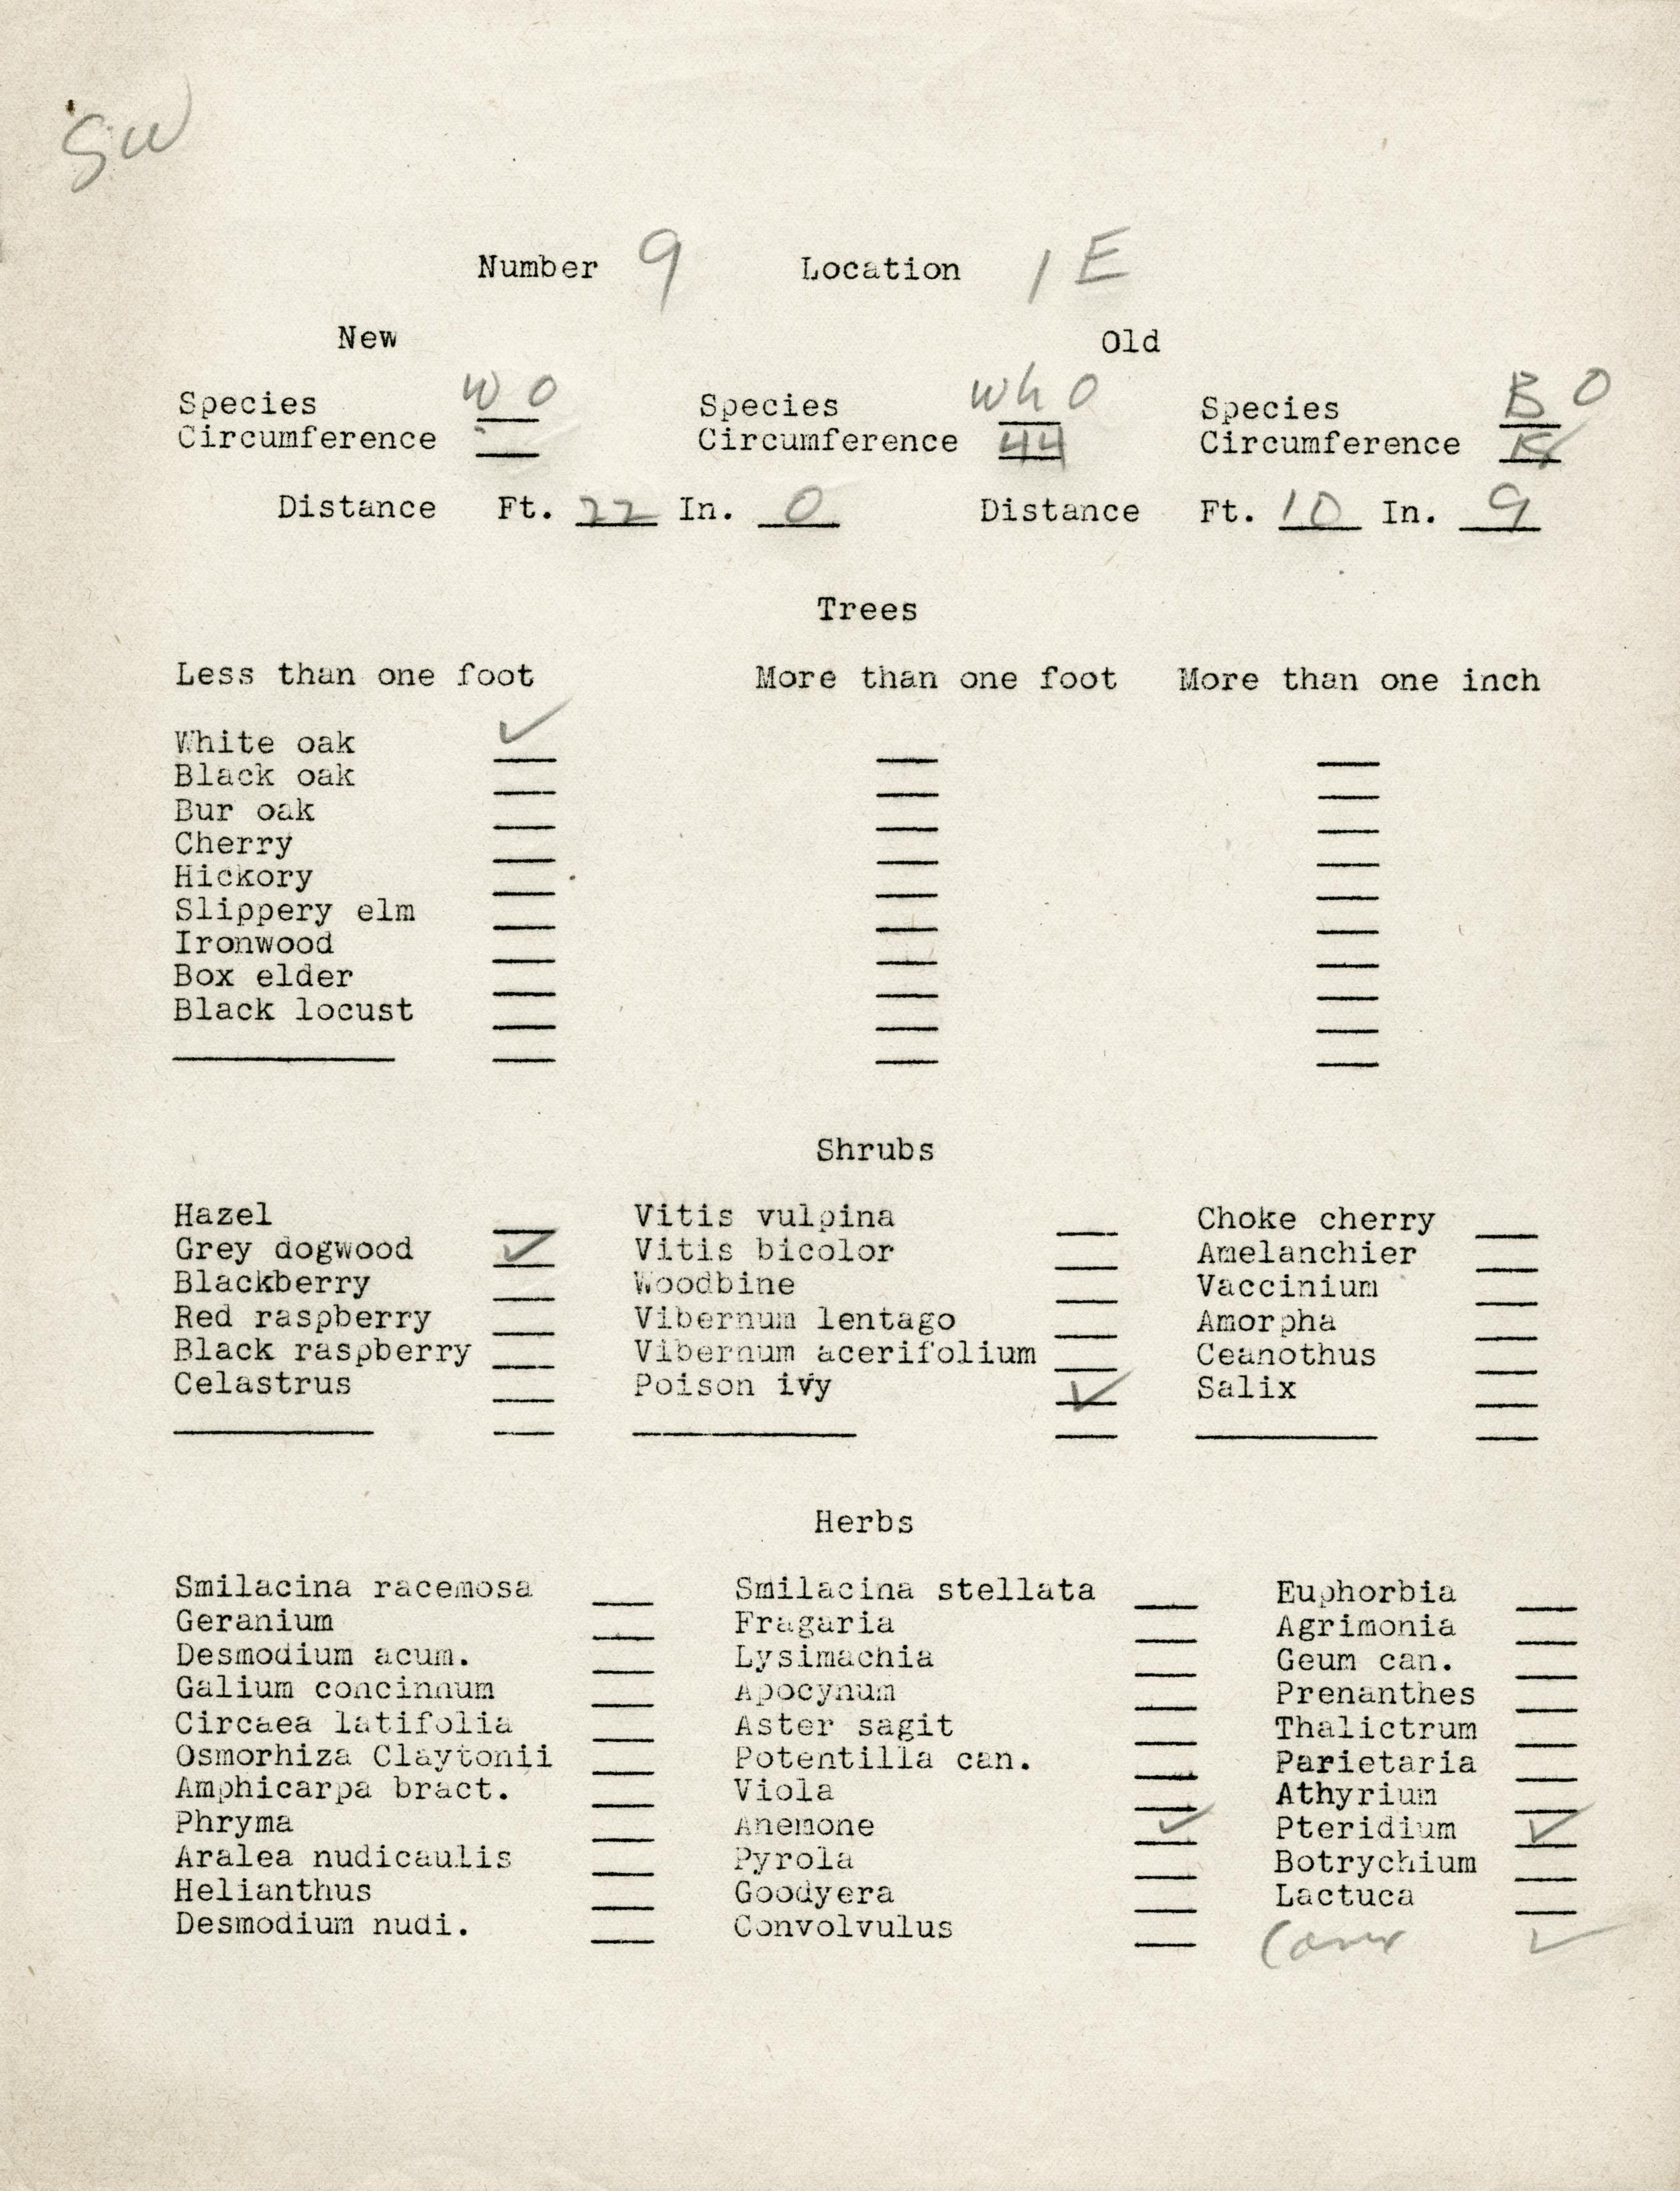 SW
Number 9 Location 1 E
New Old
Species W O Species Wh O Species B O
Circumference Circumference 44 Circumference
Distance Ft. 22 In. 0 Distance Ft. 10 In. 9
Trees
Less than one foot More than one foot More than one inch
White oak ✓
Black oak
Bur oak
Cherry
Hickory
Slippery elm
Ironwood
Box elder
Black locust
Shrubs
Hazel Vitis vulpina Choke cherry
Grey dogwood ✓ Vitis bicolor Amelanchier
Blackberry Woodbine Vaccinium
Red raspberry Vibernum lentago Amorpha
Black raspberry Vibernum acerifolium Ceanothus
Celastrus Poison ivy ✓ Salix
Herbs
Smilacina racemosa Smilacina stellata Euphorbia
Geranium Fragaria Agrimonia
Desmodium acum. Lysimachia Geum can.
Galium concinnum Apocynum Prenanthes
Circaea latifolia Aster sagit Thalictrum
Osmorhiza Claytonii Potentilla can. Parietaria
Amphicarpa bract. Viola Athyrium
Phryma Anemone ✓ Pteridium ✓
Aralea nudicaulis Pyrola Botrychium
Helianthus Goodyera Lactuca
Desmodium nudi. Convolvulus ✓